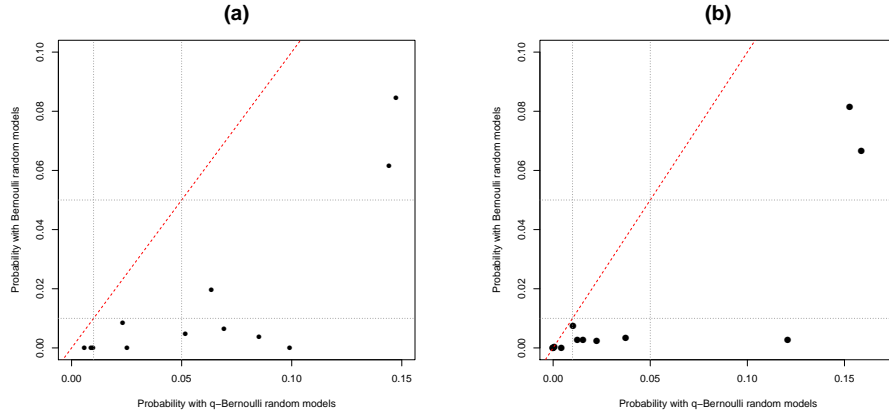 (a)
Probability with Bernoulli random models
0.10
0.08
0.06
0.04
0.02
0.00
0.00 0.05 0.10 0.15
Probability with q−Bernoulli random models
(b)
Probability with Bernoulli random models
0.10
0.08
0.06
0.04
0.02
0.00
0.00 0.05 0.10 0.15
Probability with q−Bernoulli random models